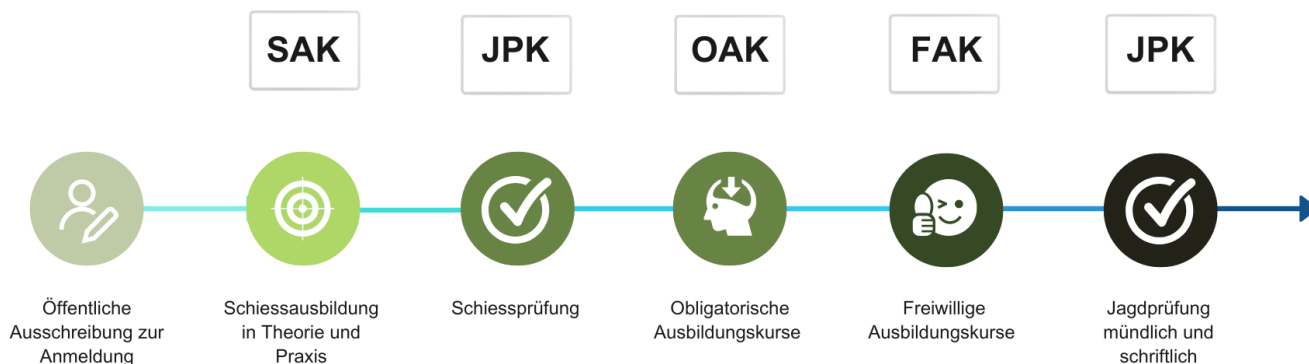 SAK
JPK
OAK
FAK
JPK
Öffentliche
Ausschreibung zur
Anmeldung
Schiessausbildung
in Theorie und
Praxis
Schiessprüfung
Obligatorische
Ausbildungskurse
Freiwillige
Ausbildungskurse
Jagdprüfung
mündlich und
schriftlich